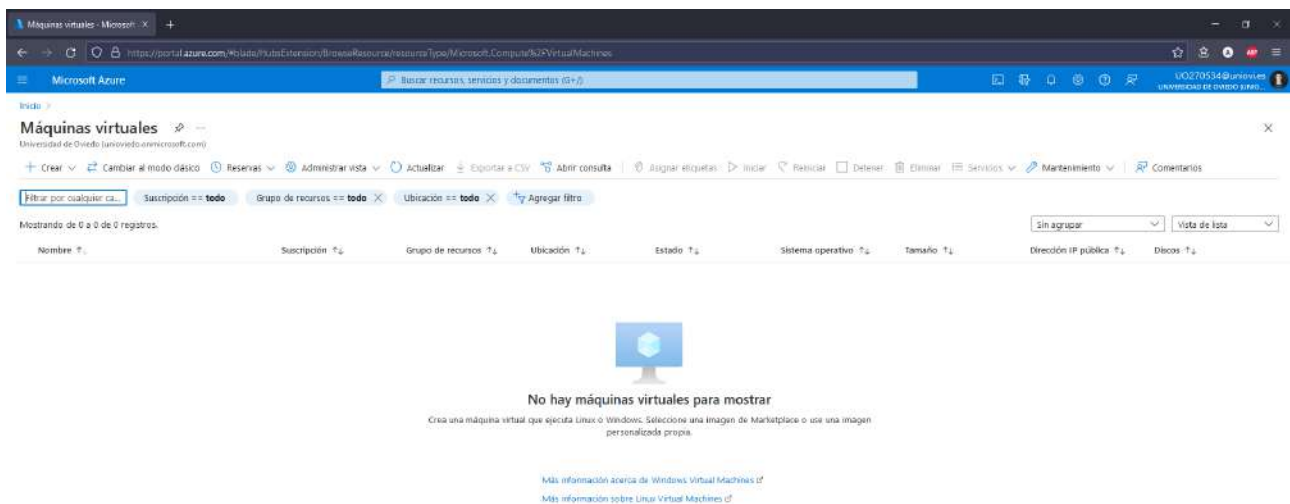 Máquinas virtuales - Microsoft
https://portal.azure.com/#blade/HubsExtension/BrowseResource/resourceType/Microsoft.Compute%2FVirtualMachines
Microsoft Azure
Buscar recursos, servicios y documentos (G+/)
UO270534@uniovi.es
UNIVERSIDAD DE OVIEDO (UNIO...
Inicio >
Máquinas virtuales
Universidad de Oviedo (unioviedo.onmicrosoft.com)
Crear Cambiar al modo clásico Reservas Administrar vista Actualizar Exportar a CSV Abrir consulta Asignar etiquetas Iniciar Reiniciar Detener Eliminar Servicios Mantenimiento Comentarios
Filtrar por cualquier ca... Suscripción == todo Grupo de recursos == todo Ubicación == todo Agregar filtro
Mostrando de 0 a 0 de 0 registros. Sin agrupar Vista de lista
Nombre Suscripción Grupo de recursos Ubicación Estado Sistema operativo Tamaño Dirección IP pública Discos
No hay máquinas virtuales para mostrar
Crea una máquina virtual que ejecuta Linux o Windows. Seleccione una imagen de Marketplace o use una imagen
personalizada propia.
Más información acerca de Windows Virtual Machines
Más información sobre Linux Virtual Machines